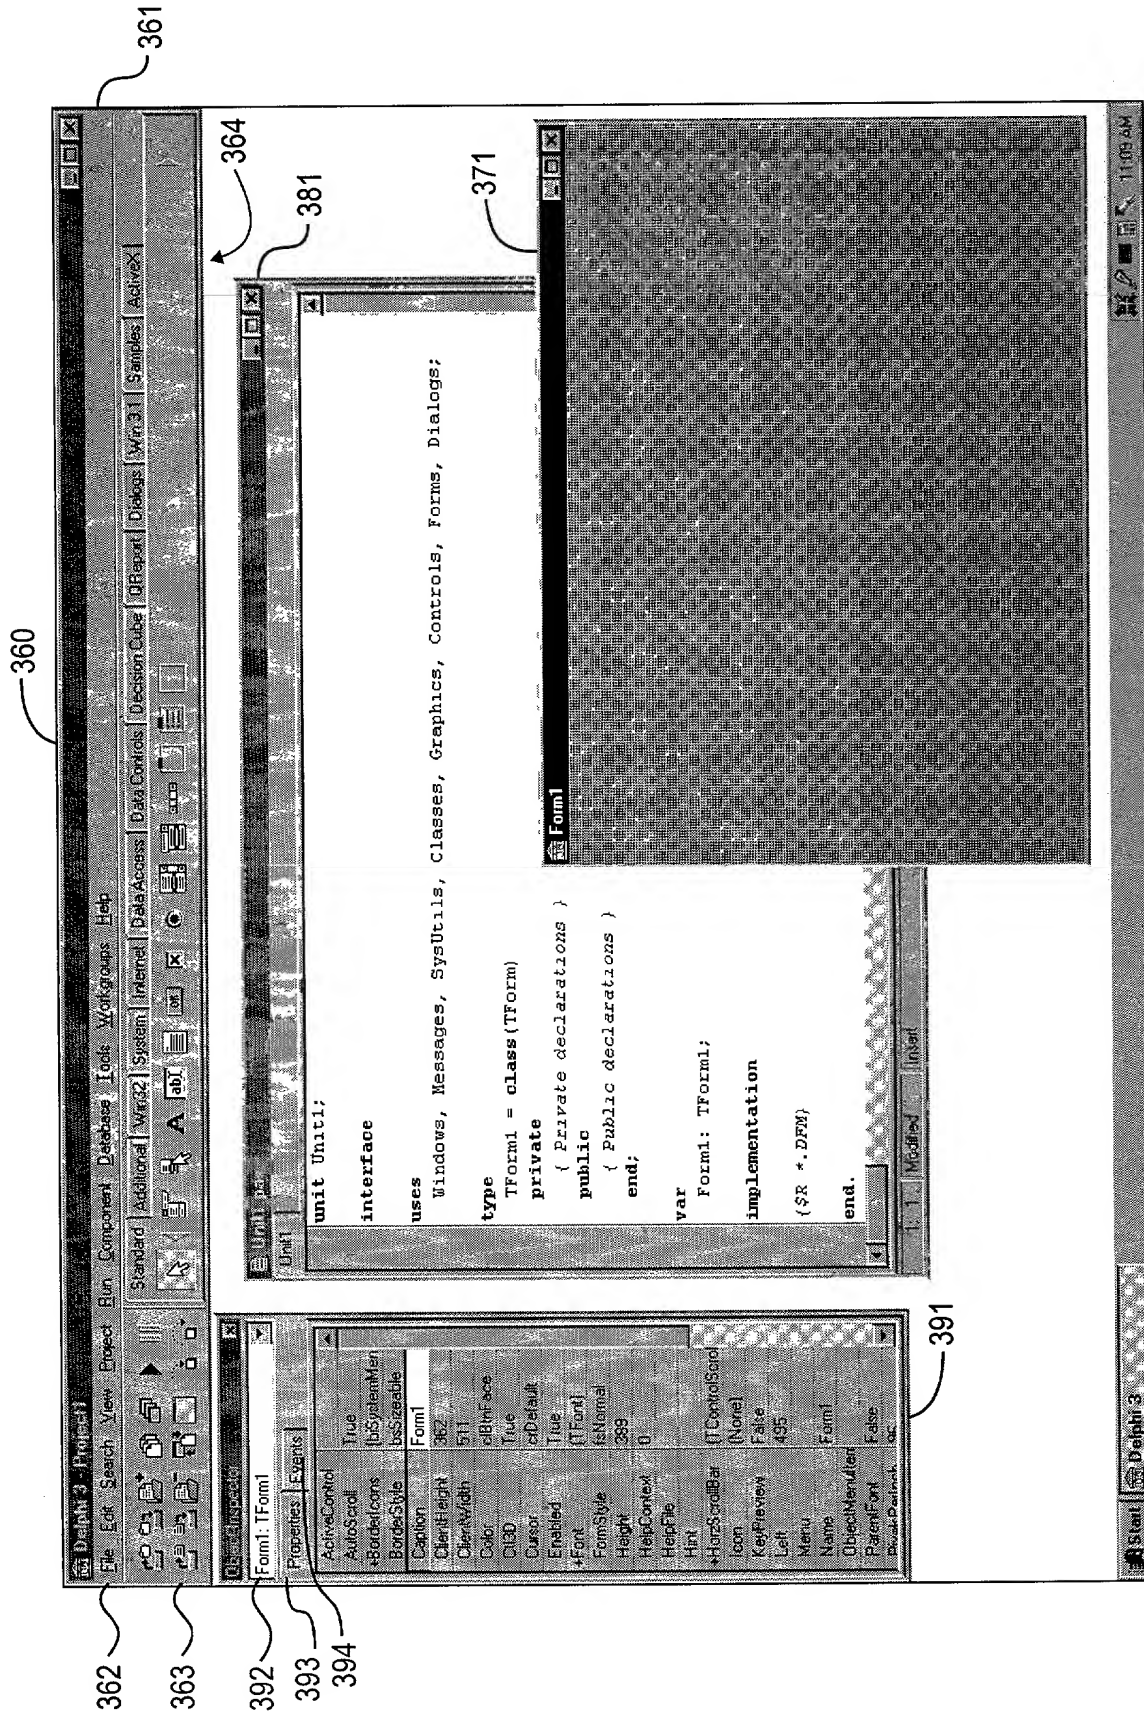 360
361
362
363
364
381
371
392
393
394
391
Delphi 3 - Project1
File Edit Search View Project Run Component Database Tools Workgroups Help
Standard Additional Win32 System Internet Data Access Data Controls Decision Cube QReport Dialogs Win 3.1 Samples ActiveX
Object Inspector
Form1: TForm1
Properties Events
ActiveControl
AutoScroll True
+BorderIcons [biSystemMen
BorderStyle bsSizeable
Caption Form1
ClientHeight 362
ClientWidth 511
Color clBtnFace
Ctl3D True
Cursor crDefault
Enabled True
+Font (TFont)
FormStyle fsNormal
Height 389
HelpContext 0
HelpFile
Hint
+HorzScrollBar (TControlScrol
Icon (None)
KeyPreview False
Left 495
Menu
Name Form1
ObjectMenuItem
ParentFont False
Unit1.pas
Unit1
unit Unit1;
interface
uses
Windows, Messages, SysUtils, Classes, Graphics, Controls, Forms, Dialogs;
type
TForm1 = class(TForm)
private
{ Private declarations }
public
{ Public declarations }
end;
var
Form1: TForm1;
implementation
{$R *.DFM}
end.
1: 1 Modified Insert
Form1
Start Delphi 3 11:09 AM